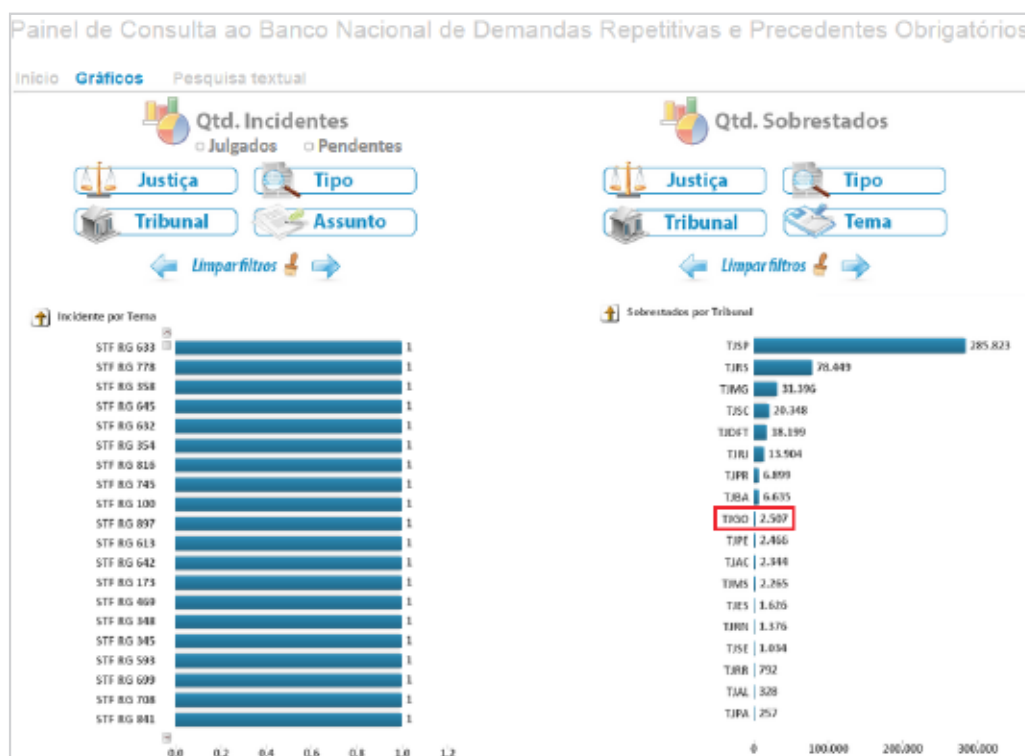 Painel de Consulta ao Banco Nacional de Demandas Repetitivas e Precedentes Obrigatórios
Início Gráficos Pesquisa textual
Qtd. Incidentes
Julgados Pendentes
Justiça Tipo
Tribunal Assunto
Limpar filtros
Incidente por Tema
STF RG 633 1
STF RG 778 1
STF RG 358 1
STF RG 645 1
STF RG 632 1
STF RG 354 1
STF RG 816 1
STF RG 745 1
STF RG 100 1
STF RG 897 1
STF RG 613 1
STF RG 642 1
STF RG 173 1
STF RG 469 1
STF RG 348 1
STF RG 345 1
STF RG 593 1
STF RG 699 1
STF RG 708 1
STF RG 841 1
0.0 0.2 0.4 0.6 0.8 1.0 1.2
Qtd. Sobrestados
Justiça Tipo
Tribunal Tema
Limpar filtros
Sobrestados por Tribunal
TJSP 285.823
TJRS 78.449
TJMG 31.396
TJSC 20.348
TJDFT 18.199
TJRJ 13.904
TJPR 6.899
TJBA 6.635
TJGO 2.507
TJPE 2.466
TJAC 2.344
TJMS 2.265
TJES 1.626
TJRN 1.376
TJSE 1.034
TJRR 792
TJAL 328
TJPA 257
0 100.000 200.000 300.000